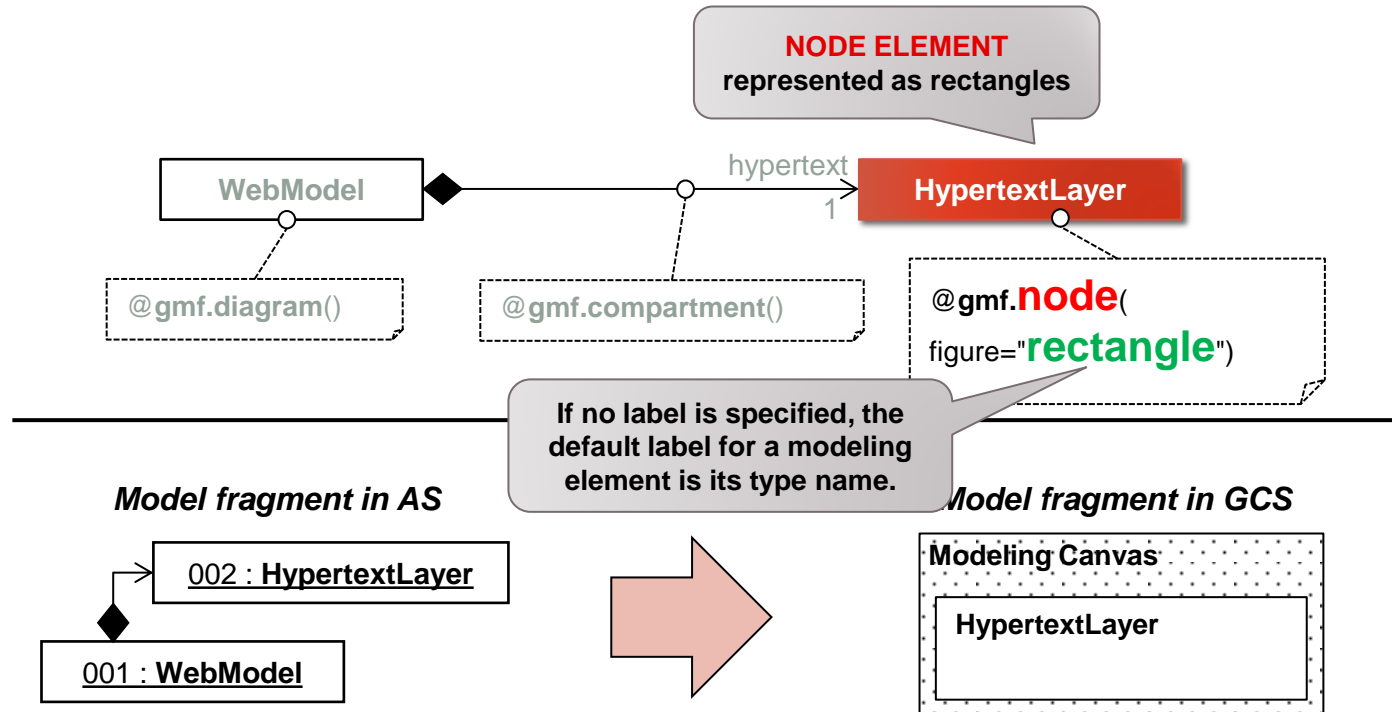 NODE ELEMENT
represented as rectangles
WebModel
hypertext
1
HypertextLayer
@gmf.diagram()
@gmf.compartment()
@gmf.node(
figure="rectangle")
If no label is specified, the
default label for a modeling
element is its type name.
Model fragment in AS
Model fragment in GCS
002 : HypertextLayer
001 : WebModel
Modeling Canvas
HypertextLayer